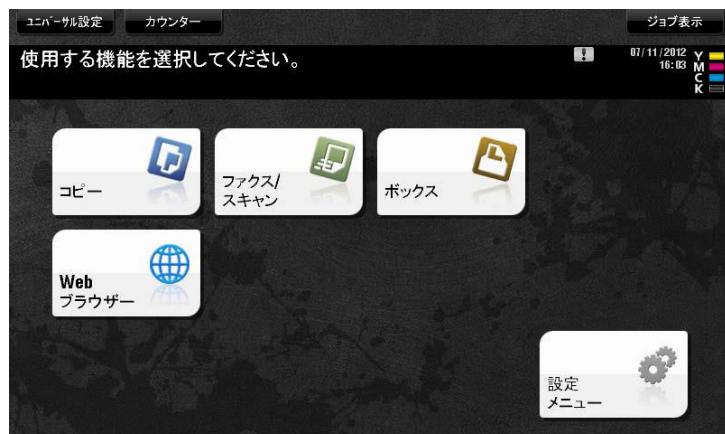 ユニバーサル設定
カウンター
ジョブ表示
使用する機能を選択してください。
07/11/2012
16:03
Y
M
C
K
コピー
ファクス/
スキャン
ボックス
Web
ブラウザー
設定
メニュー